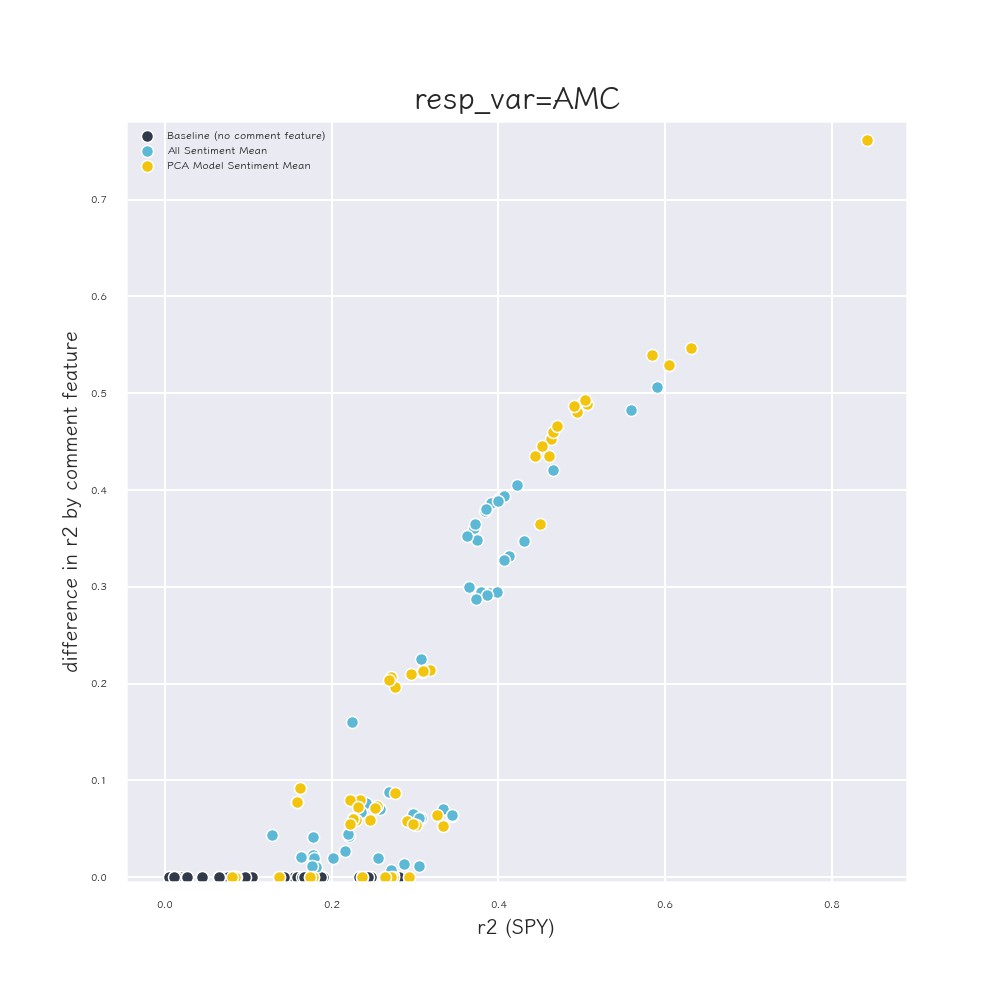 resp_var=AMC
Baseline (no comment feature)
All Sentiment Mean
PCA Model Sentiment Mean
0.7
0.6
0.5
0.4
0.3
0.2
0.1
0.0
difference in r2 by comment feature
0.0 0.2 0.4 0.6 0.8
r2 (SPY)